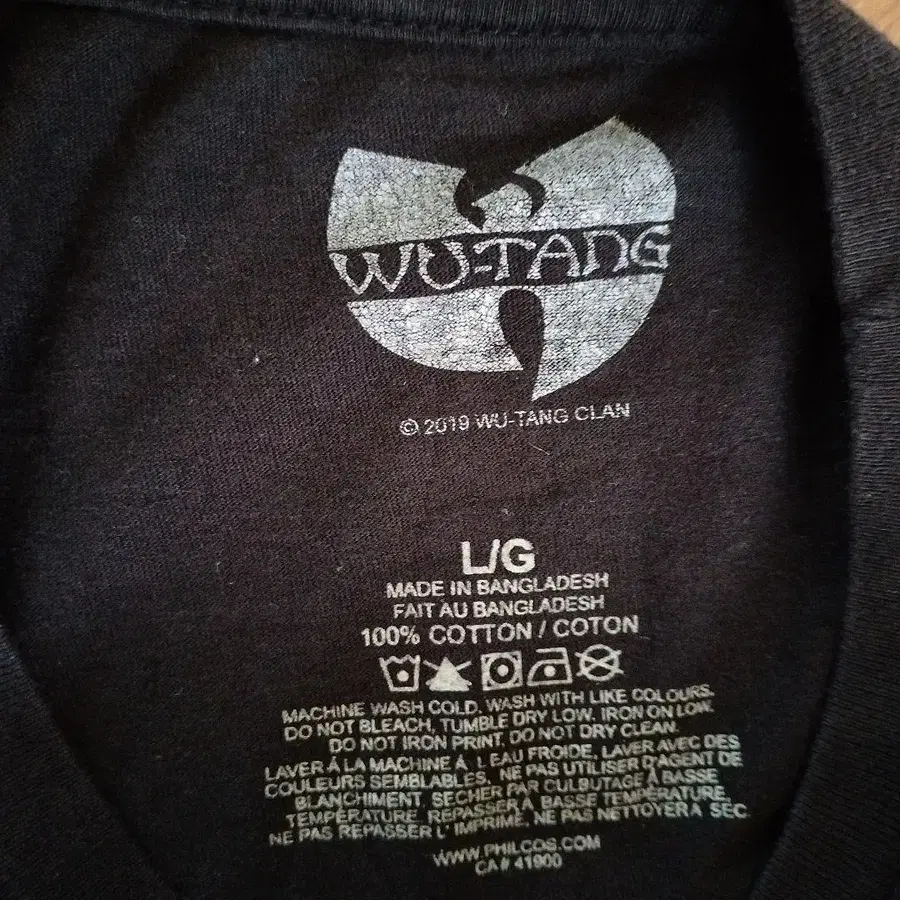 WU-TANG
© 2019 WU-TANG CLAN
L/G
MADE IN BANGLADESH
FAIT AU BANGLADESH
100% COTTON / COTON
MACHINE WASH COLD, WASH WITH LIKE COLOURS.
DO NOT BLEACH, TUMBLE DRY LOW. IRON ON LOW.
DO NOT IRON PRINT, DO NOT DRY CLEAN.
LAVER À LA MACHINE À L EAU FROIDE, LAVER AVEC DES
COULEURS SEMBLABLES, NE PAS UTILISER D'AGENT DE
BLANCHIMENT, SECHER PAR CULBUTAGE À BASSE
TEMPÉRATURE, REPASSER À BASSE TEMPÉRATURE,
NE PAS REPASSER L' IMPRIMÉ, NE PAS NETTOYER À SEC.
WWW.PHILCOS.COM
CA# 41900